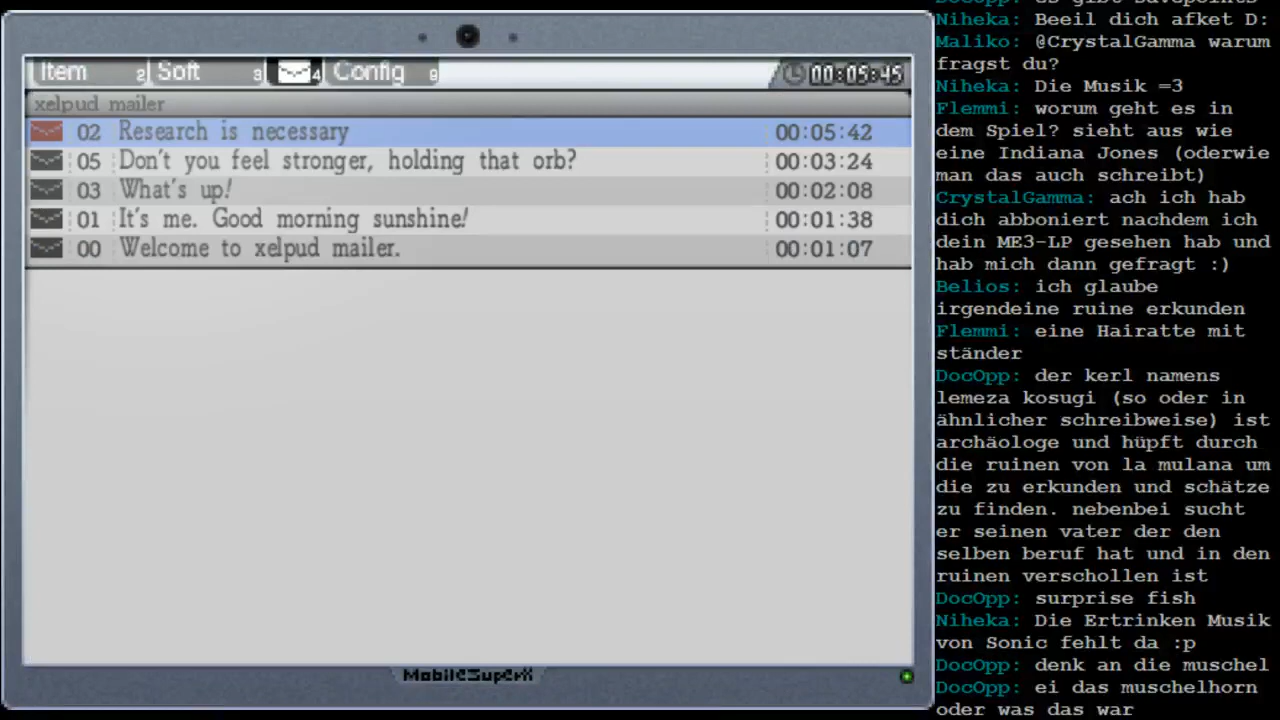 Item 2 Soft 3 4 Config 9 00:05:45
xelpud mailer
02 Research is necessary 00:05:42
05 Don't you feel stronger, holding that orb? 00:03:24
03 What's up! 00:02:08
01 It's me. Good morning sunshine! 00:01:38
00 Welcome to xelpud mailer. 00:01:07
MobileSuperX
Niheka: Beeil dich afket D:
Maliko: @CrystalGamma warum
fragst du?
Niheka: Die Musik =3
Flemmi: worum geht es in
dem Spiel? sieht aus wie
eine Indiana Jones (oderwie
man das auch schreibt)
CrystalGamma: ach ich hab
dich abboniert nachdem ich
dein ME3-LP gesehen hab und
hab mich dann gefragt :)
Belios: ich glaube
irgendeine ruine erkunden
Flemmi: eine Hairatte mit
ständer
DocOpp: der kerl namens
lemeza kosugi (so oder in
ähnlicher schreibweise) ist
archäologe und hüpft durch
die ruinen von la mulana um
die zu erkunden und schätze
zu finden. nebenbei sucht
er seinen vater der den
selben beruf hat und in den
ruinen verschollen ist
DocOpp: surprise fish
Niheka: Die Ertrinken Musik
von Sonic fehlt da :p
DocOpp: denk an die muschel
DocOpp: ei das muschelhorn
oder was das war